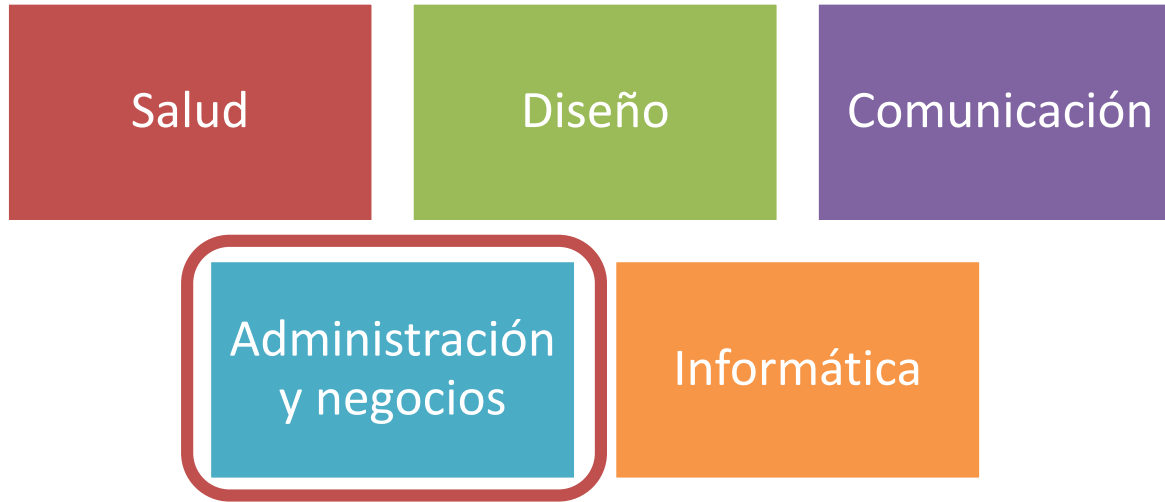 Salud
Diseño
Comunicación
Administración
y negocios
Informática